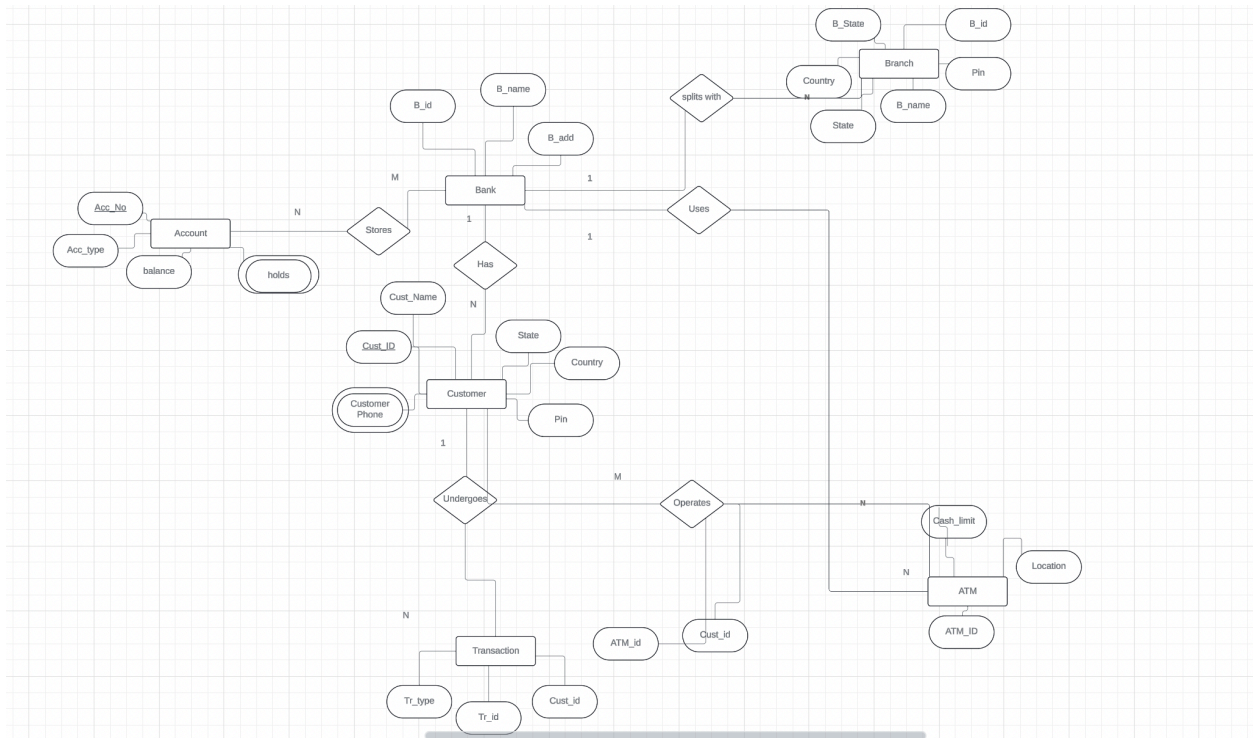 B_State
B_id
Branch
Country
Pin
B_name
State
splits with
N
B_id
B_name
B_add
M
Bank
1
1
Uses
1
Acc_No
N
Account
Stores
Acc_type
balance
holds
Has
Cust_Name
N
Cust_ID
State
Country
Customer
Customer
Phone
Pin
1
M
Undergoes
Operates
N
Cash_limit
Location
N
ATM
ATM_ID
N
ATM_id
Cust_id
Transaction
Tr_type
Tr_id
Cust_id